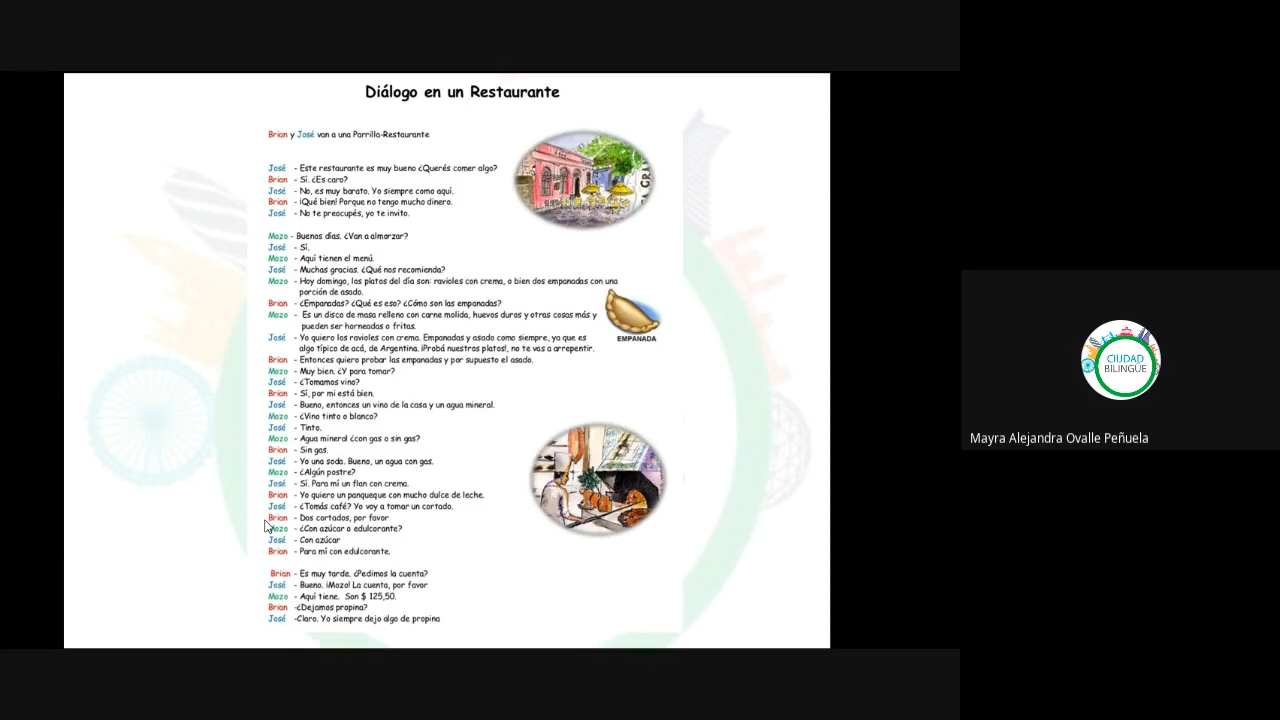 Diálogo en un Restaurante
Brian y José van a una Parrilla-Restaurante
José - Este restaurante es muy bueno ¿Querés comer algo?
Brian - Sí. ¿Es caro?
José - No, es muy barato. Yo siempre como aquí.
Brian - ¡Qué bien! Porque no tengo mucho dinero.
José - No te preocupés, yo te invito.
Mozo - Buenos días. ¿Van a almorzar?
José - Sí.
Mozo - Aquí tienen el menú.
José - Muchas gracias. ¿Qué nos recomienda?
Mozo - Hoy domingo, los platos del día son: ravioles con crema, o bien dos empanadas con una
porción de asado.
Brian - ¿Empanadas? ¿Qué es eso? ¿Cómo son las empanadas?
Mozo - Es un disco de masa relleno con carne molida, huevos duros y otras cosas más y
pueden ser horneadas o fritas.
EMPANADA
José - Yo quiero los ravioles con crema. Empanadas y asado como siempre, ya que es
algo típico de acá, de Argentina. ¡Probá nuestros platos!, no te vas a arrepentir.
Brian - Entonces quiero probar las empanadas y por supuesto el asado.
Mozo - Muy bien. ¿Y para tomar?
José - ¿Tomamos vino?
Brian - Sí, por mi está bien.
José - Bueno, entonces un vino de la casa y un agua mineral.
Mozo - ¿Vino tinto o blanco?
José - Tinto.
Mozo - Agua mineral ¿con gas o sin gas?
Brian - Sin gas.
José - Yo una soda. Bueno, un agua con gas.
Mozo - ¿Algún postre?
José - Sí. Para mí un flan con crema.
Brian - Yo quiero un panqueque con mucho dulce de leche.
José - ¿Tomás café? Yo voy a tomar un cortado.
Brian - Dos cortados, por favor
Mozo - ¿Con azúcar o edulcorante?
José - Con azúcar
Brian - Para mí con edulcorante.
Brian - Es muy tarde. ¿Pedimos la cuenta?
José - Bueno. ¡Mozo! La cuenta, por favor
Mozo - Aquí tiene. Son $ 125,50.
Brian -¿Dejamos propina?
José -Claro. Yo siempre dejo algo de propina
CIUDAD
BILINGÜE
Mayra Alejandra Ovalle Peñuela